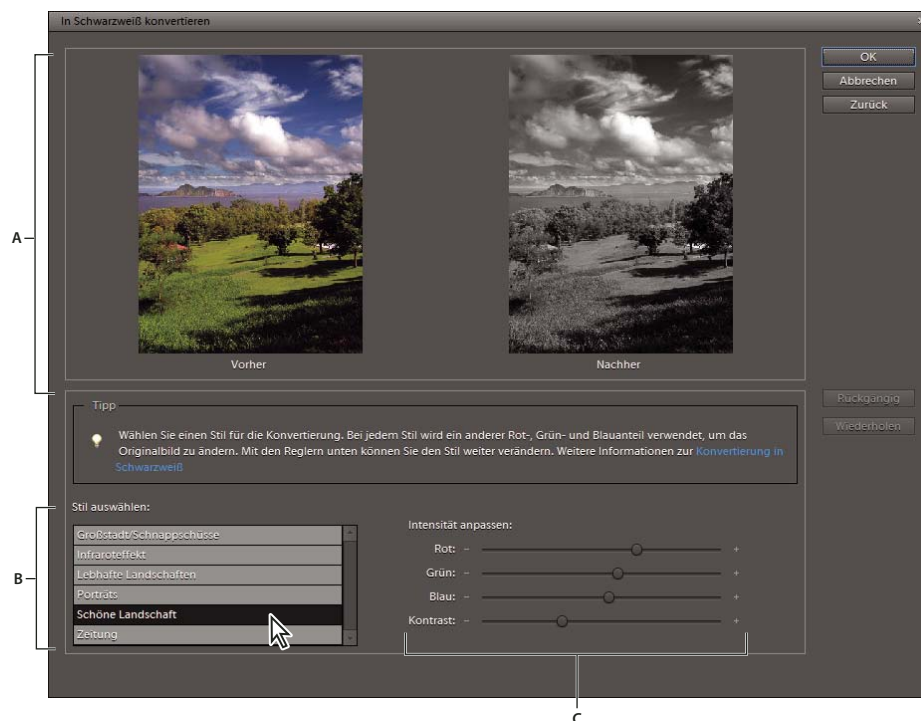 In Schwarzweiß konvertieren
OK
Abbrechen
Zurück
A
Vorher
Nachher
Rückgängig
Wiederholen
Tipp
Wählen Sie einen Stil für die Konvertierung. Bei jedem Stil wird ein anderer Rot-, Grün- und Blauanteil verwendet, um das
Originalbild zu ändern. Mit den Reglern unten können Sie den Stil weiter verändern. Weitere Informationen zur Konvertierung in
Schwarzweiß
B
Stil auswählen:
Großstadt/Schnappschüsse
Infraroteffekt
Lebhafte Landschaften
Porträts
Schöne Landschaft
Zeitung
Intensität anpassen:
Rot: - +
Grün: - +
Blau: - +
Kontrast: - +
C